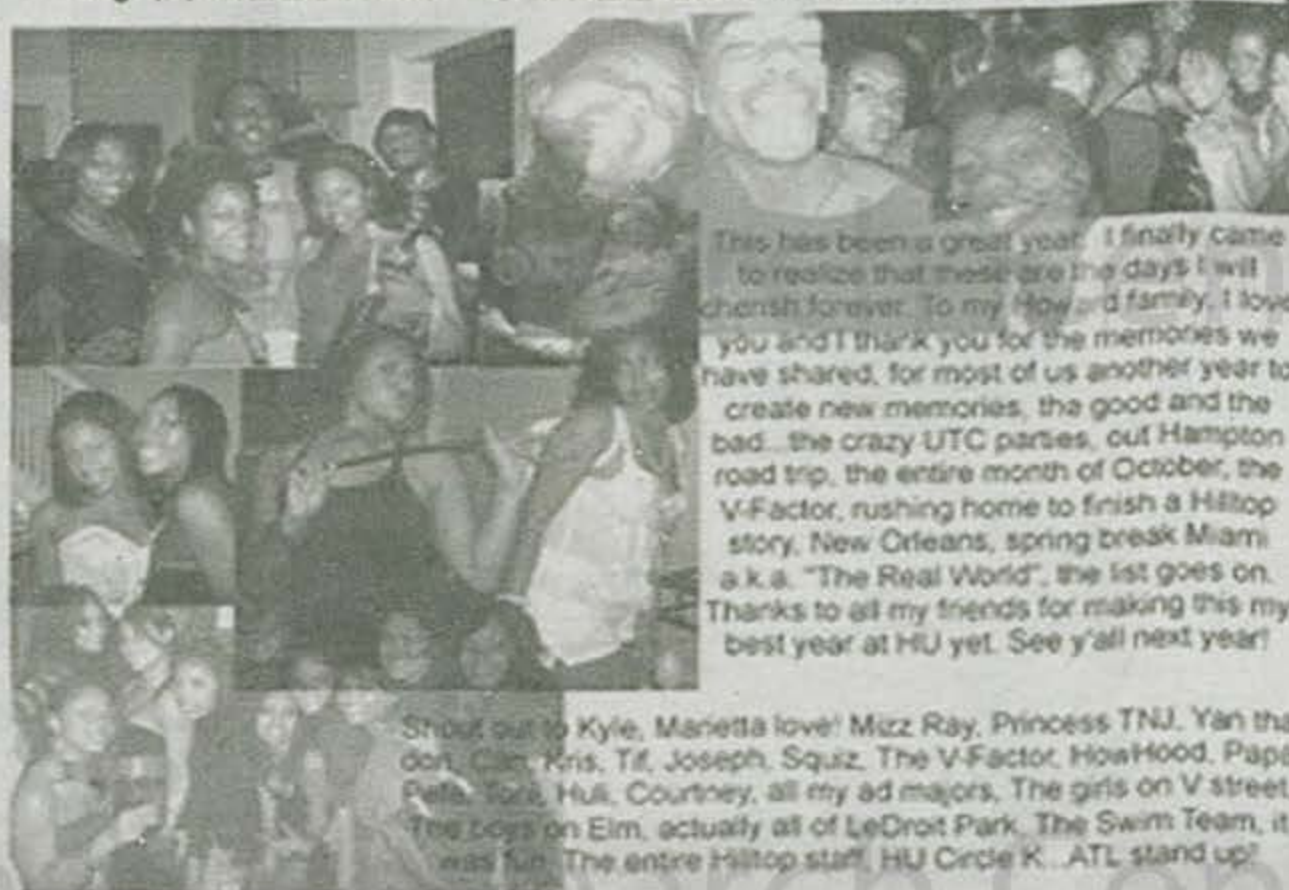 This has been a great year. I finally came
to realize that these are the days I will
cherish forever. To my Howard family, I love
you and I thank you for the memories we
have shared, for most of us another year to
create new memories, the good and the
bad...the crazy UTC parties, out Hampton
road trip, the entire month of October, the
V-Factor, rushing home to finish a Hilltop
story, New Orleans, spring break Miami
a.k.a. "The Real World", the list goes on.
Thanks to all my friends for making this my
best year at HU yet. See y'all next year!
Shout out to Kyle, Marietta love! Mizz Ray, Princess TNJ, Yan tha
don, Kris, Tif, Joseph, Squiz, The V-Factor, HowHood, Papa
Tora, Huli, Courtney, all my ad majors, The girls on V street,
The boys on Elm, actually all of LeDroit Park, The Swim Team, it
was fun, The entire Hilltop staff, HU Circle K...ATL stand up!